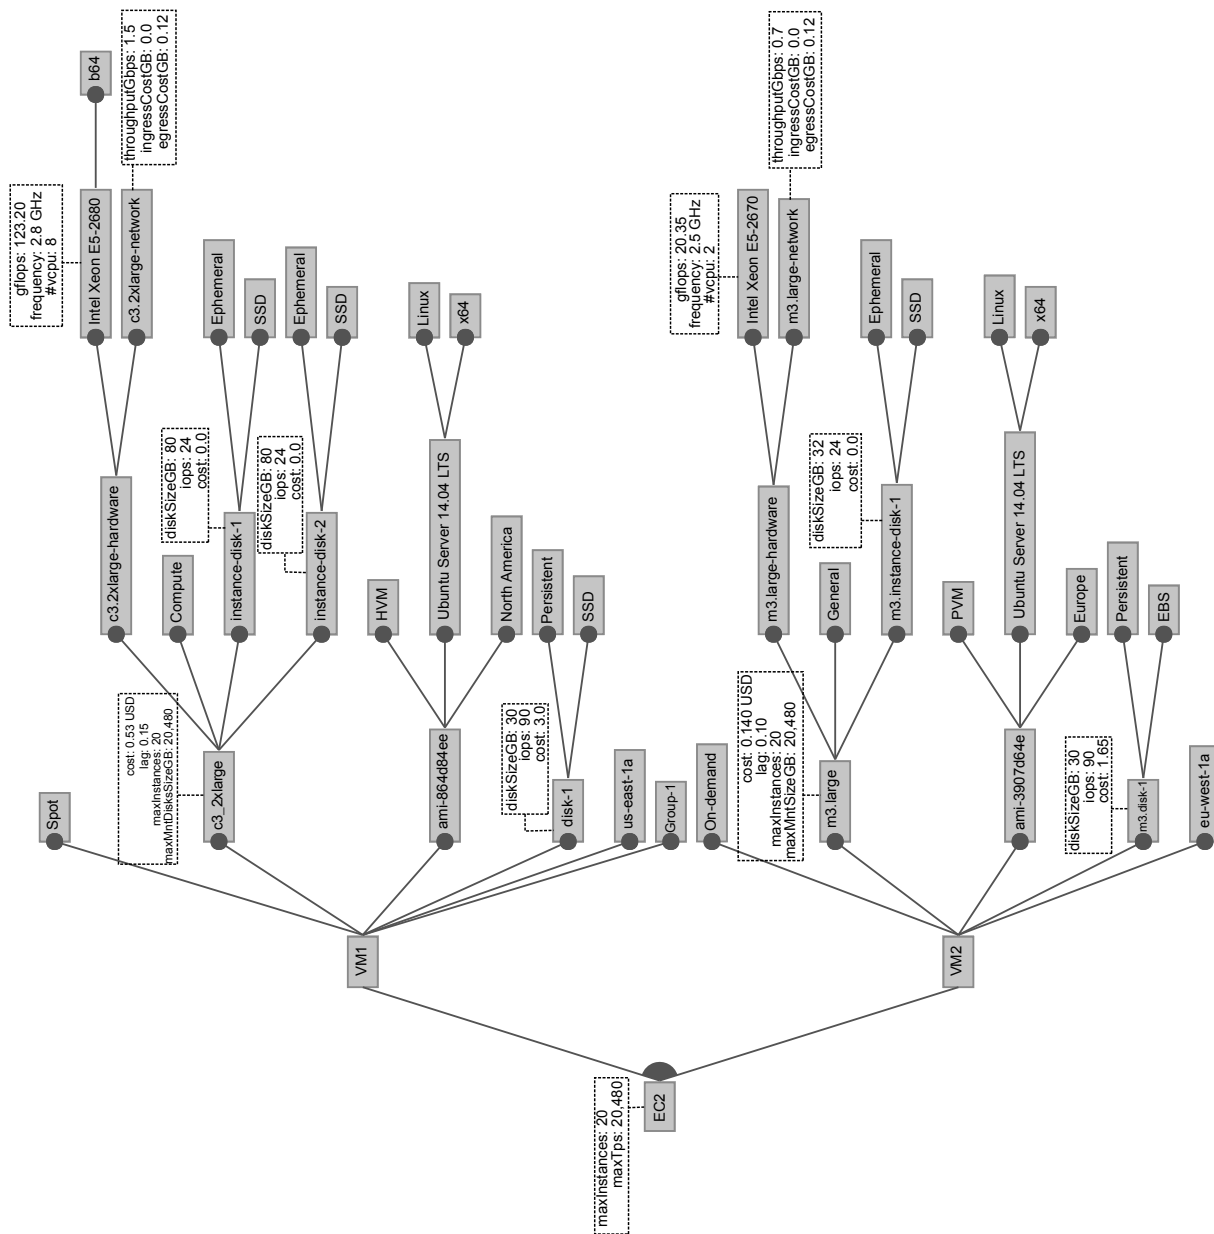 maxInstances: 20
maxTps: 20,480
EC2
VM1
VM2
Spot
cost: 0.53 USD
lag: 0.15
maxInstances: 20
maxMntDisksSizeGB: 20,480
c3_2xlarge
ami-864d84ee
diskSizeGB: 30
iops: 90
cost: 3.0
disk-1
us-east-1a
Group-1
On-demand
cost: 0.140 USD
lag: 0.10
maxInstances: 20
maxMntSizeGB: 20,480
m3.large
ami-3907d64e
diskSizeGB: 30
iops: 90
cost: 1.65
m3.disk-1
eu-west-1a
c3.2xlarge-hardware
Compute
diskSizeGB: 80
iops: 24
cost: 0.0
instance-disk-1
diskSizeGB: 80
iops: 24
cost: 0.0
instance-disk-2
HVM
Ubuntu Server 14.04 LTS
North America
Persistent
SSD
m3.large-hardware
General
diskSizeGB: 32
iops: 24
cost: 0.0
m3.instance-disk-1
PVM
Ubuntu Server 14.04 LTS
Europe
Persistent
EBS
gflops: 123.20
frequency: 2.8 GHz
#vcpu: 8
Intel Xeon E5-2680
c3.2xlarge-network
Ephemeral
SSD
Ephemeral
SSD
Linux
x64
gflops: 20.35
frequency: 2.5 GHz
#vcpu: 2
Intel Xeon E5-2670
m3.large-network
Ephemeral
SSD
Linux
x64
b64
throughputGbps: 1.5
ingressCostGB: 0.0
egressCostGB: 0.12
throughputGbps: 0.7
ingressCostGB: 0.0
egressCostGB: 0.12